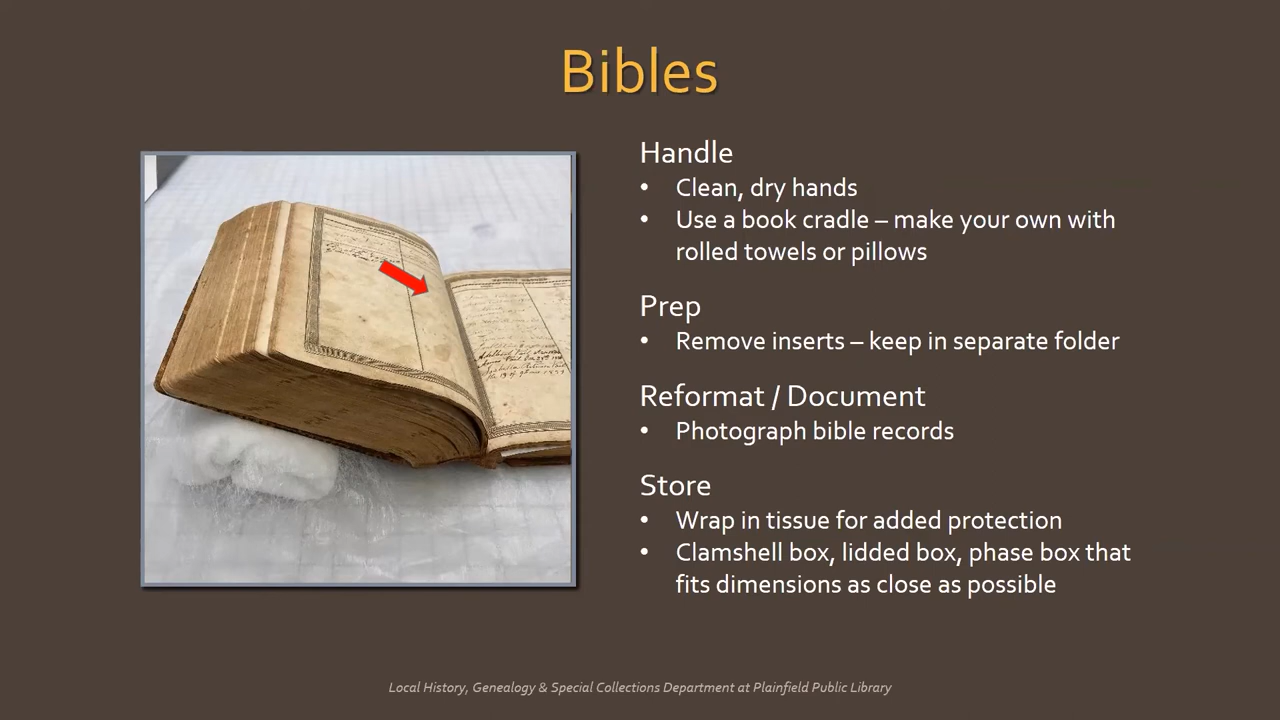 Bibles
Handle
• Clean, dry hands
• Use a book cradle – make your own with
rolled towels or pillows
Prep
• Remove inserts – keep in separate folder
Reformat / Document
• Photograph bible records
Store
• Wrap in tissue for added protection
• Clamshell box, lidded box, phase box that
fits dimensions as close as possible
Local History, Genealogy & Special Collections Department at Plainfield Public Library